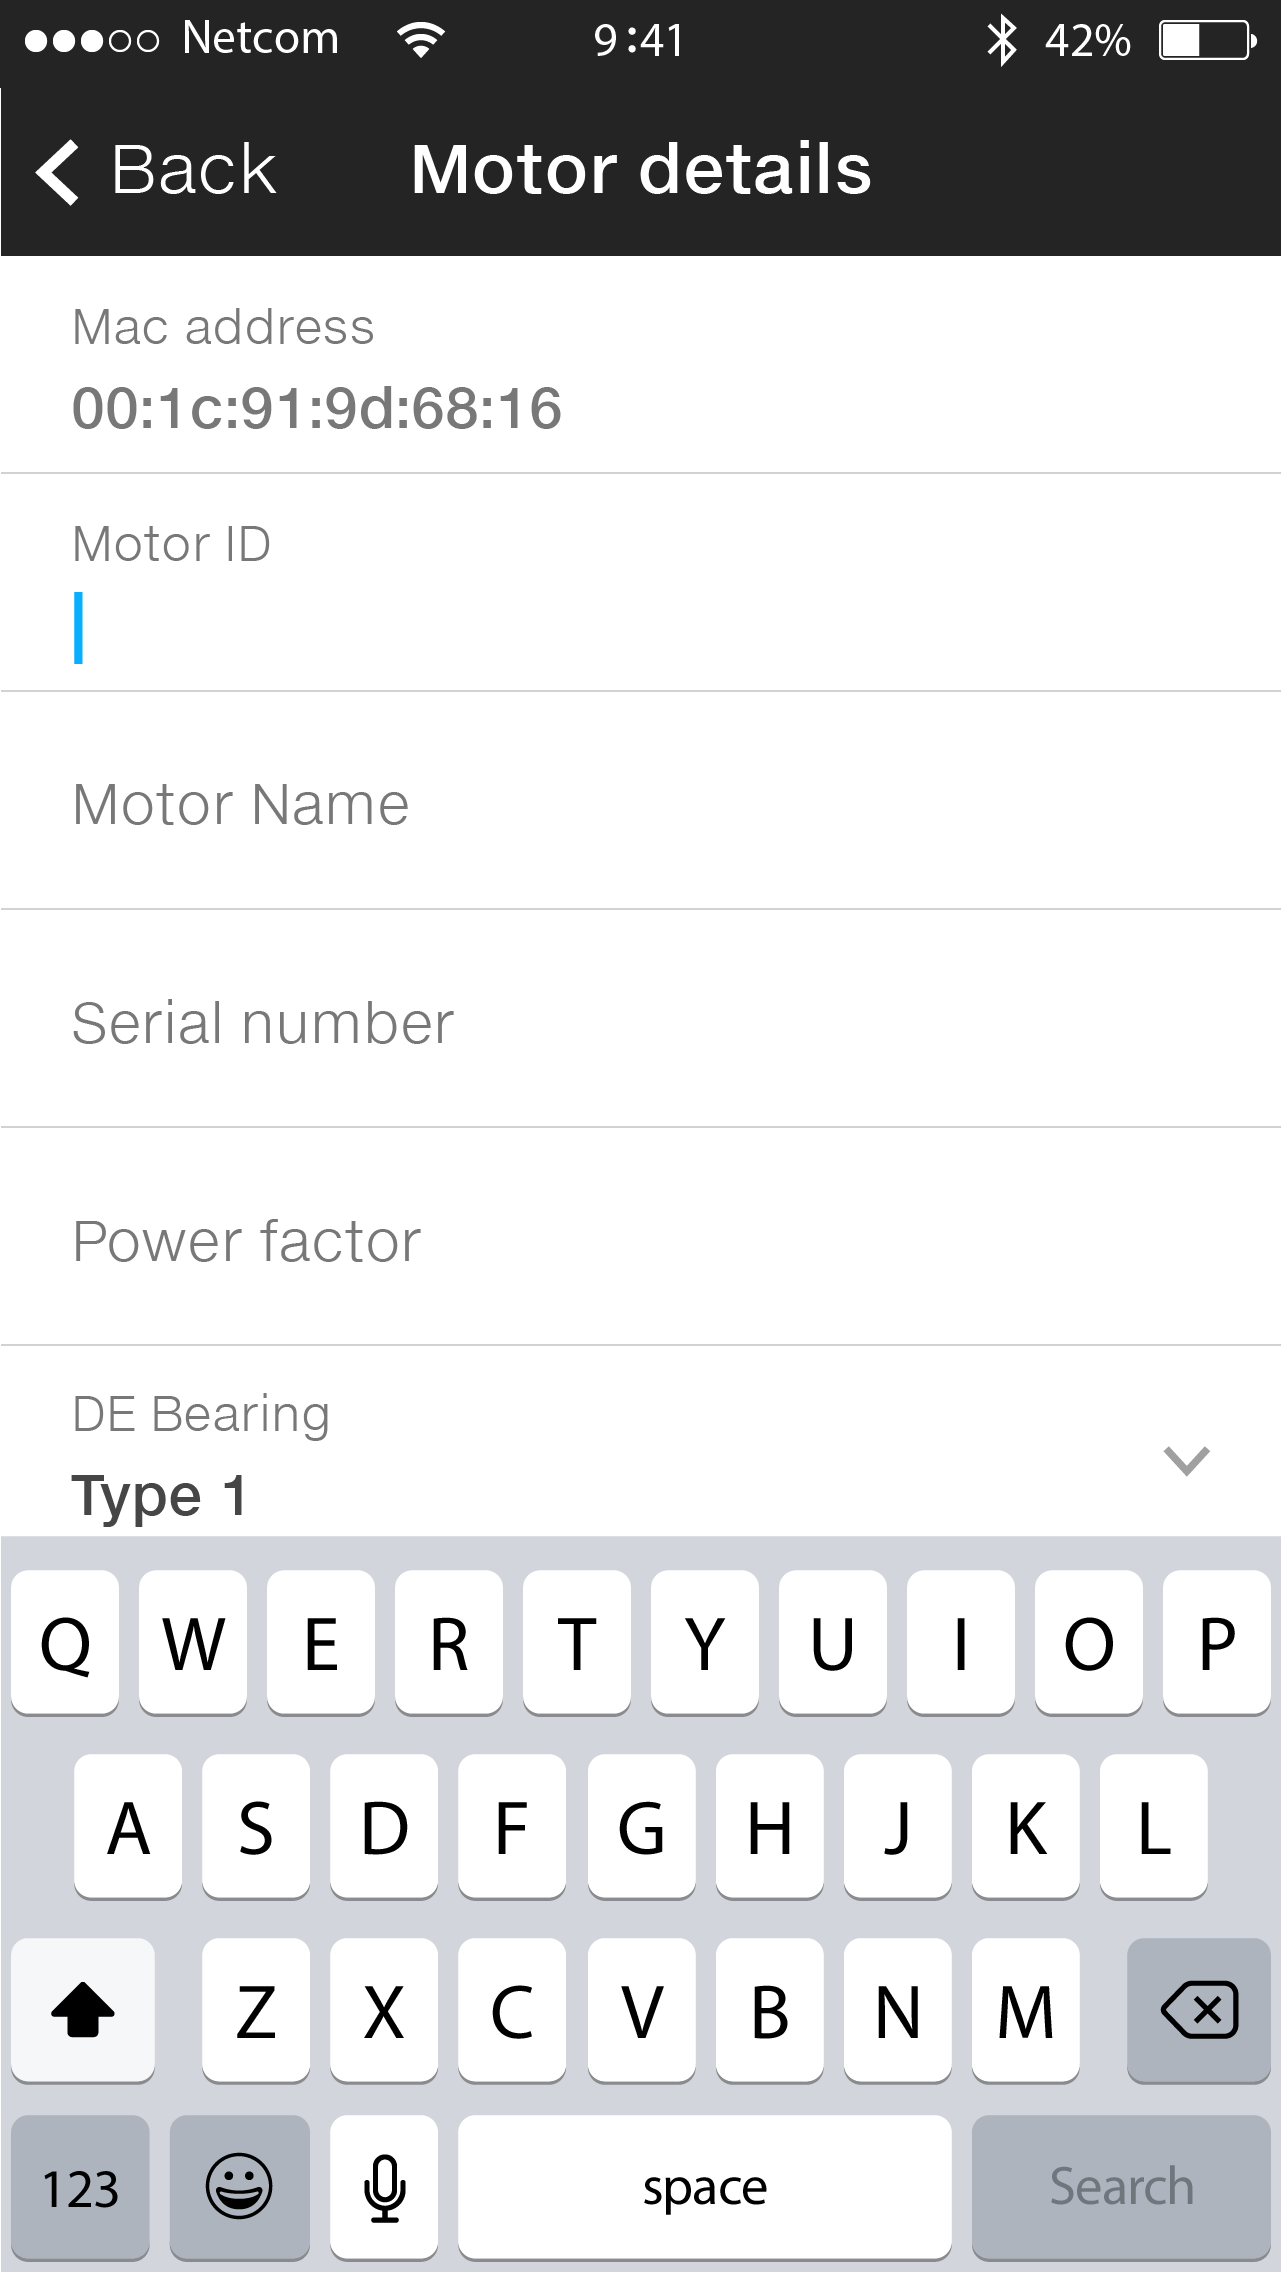 Netcom 9:41 42%
Back Motor details
Mac address
00:1c:91:9d:68:16
Motor ID
Motor Name
Serial number
Power factor
DE Bearing
Type 1
Q W E R T Y U I O P
A S D F G H J K L
Z X C V B N M
123 space Search